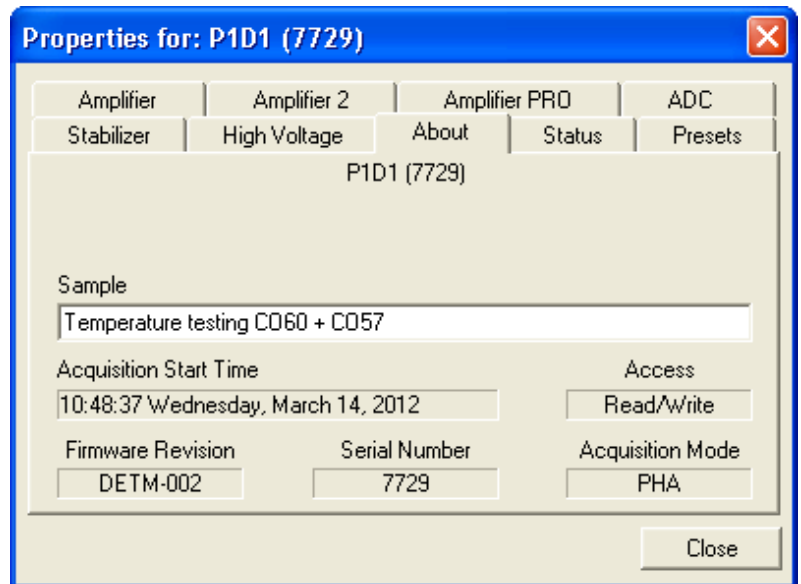 Properties for: P1D1 (7729)
Amplifier Amplifier 2 Amplifier PRO ADC
Stabilizer High Voltage About Status Presets
P1D1 (7729)
Sample
Temperature testing CO60 + CO57
Acquisition Start Time Access
10:48:37 Wednesday, March 14, 2012 Read/Write
Firmware Revision Serial Number Acquisition Mode
DETM-002 7729 PHA
Close